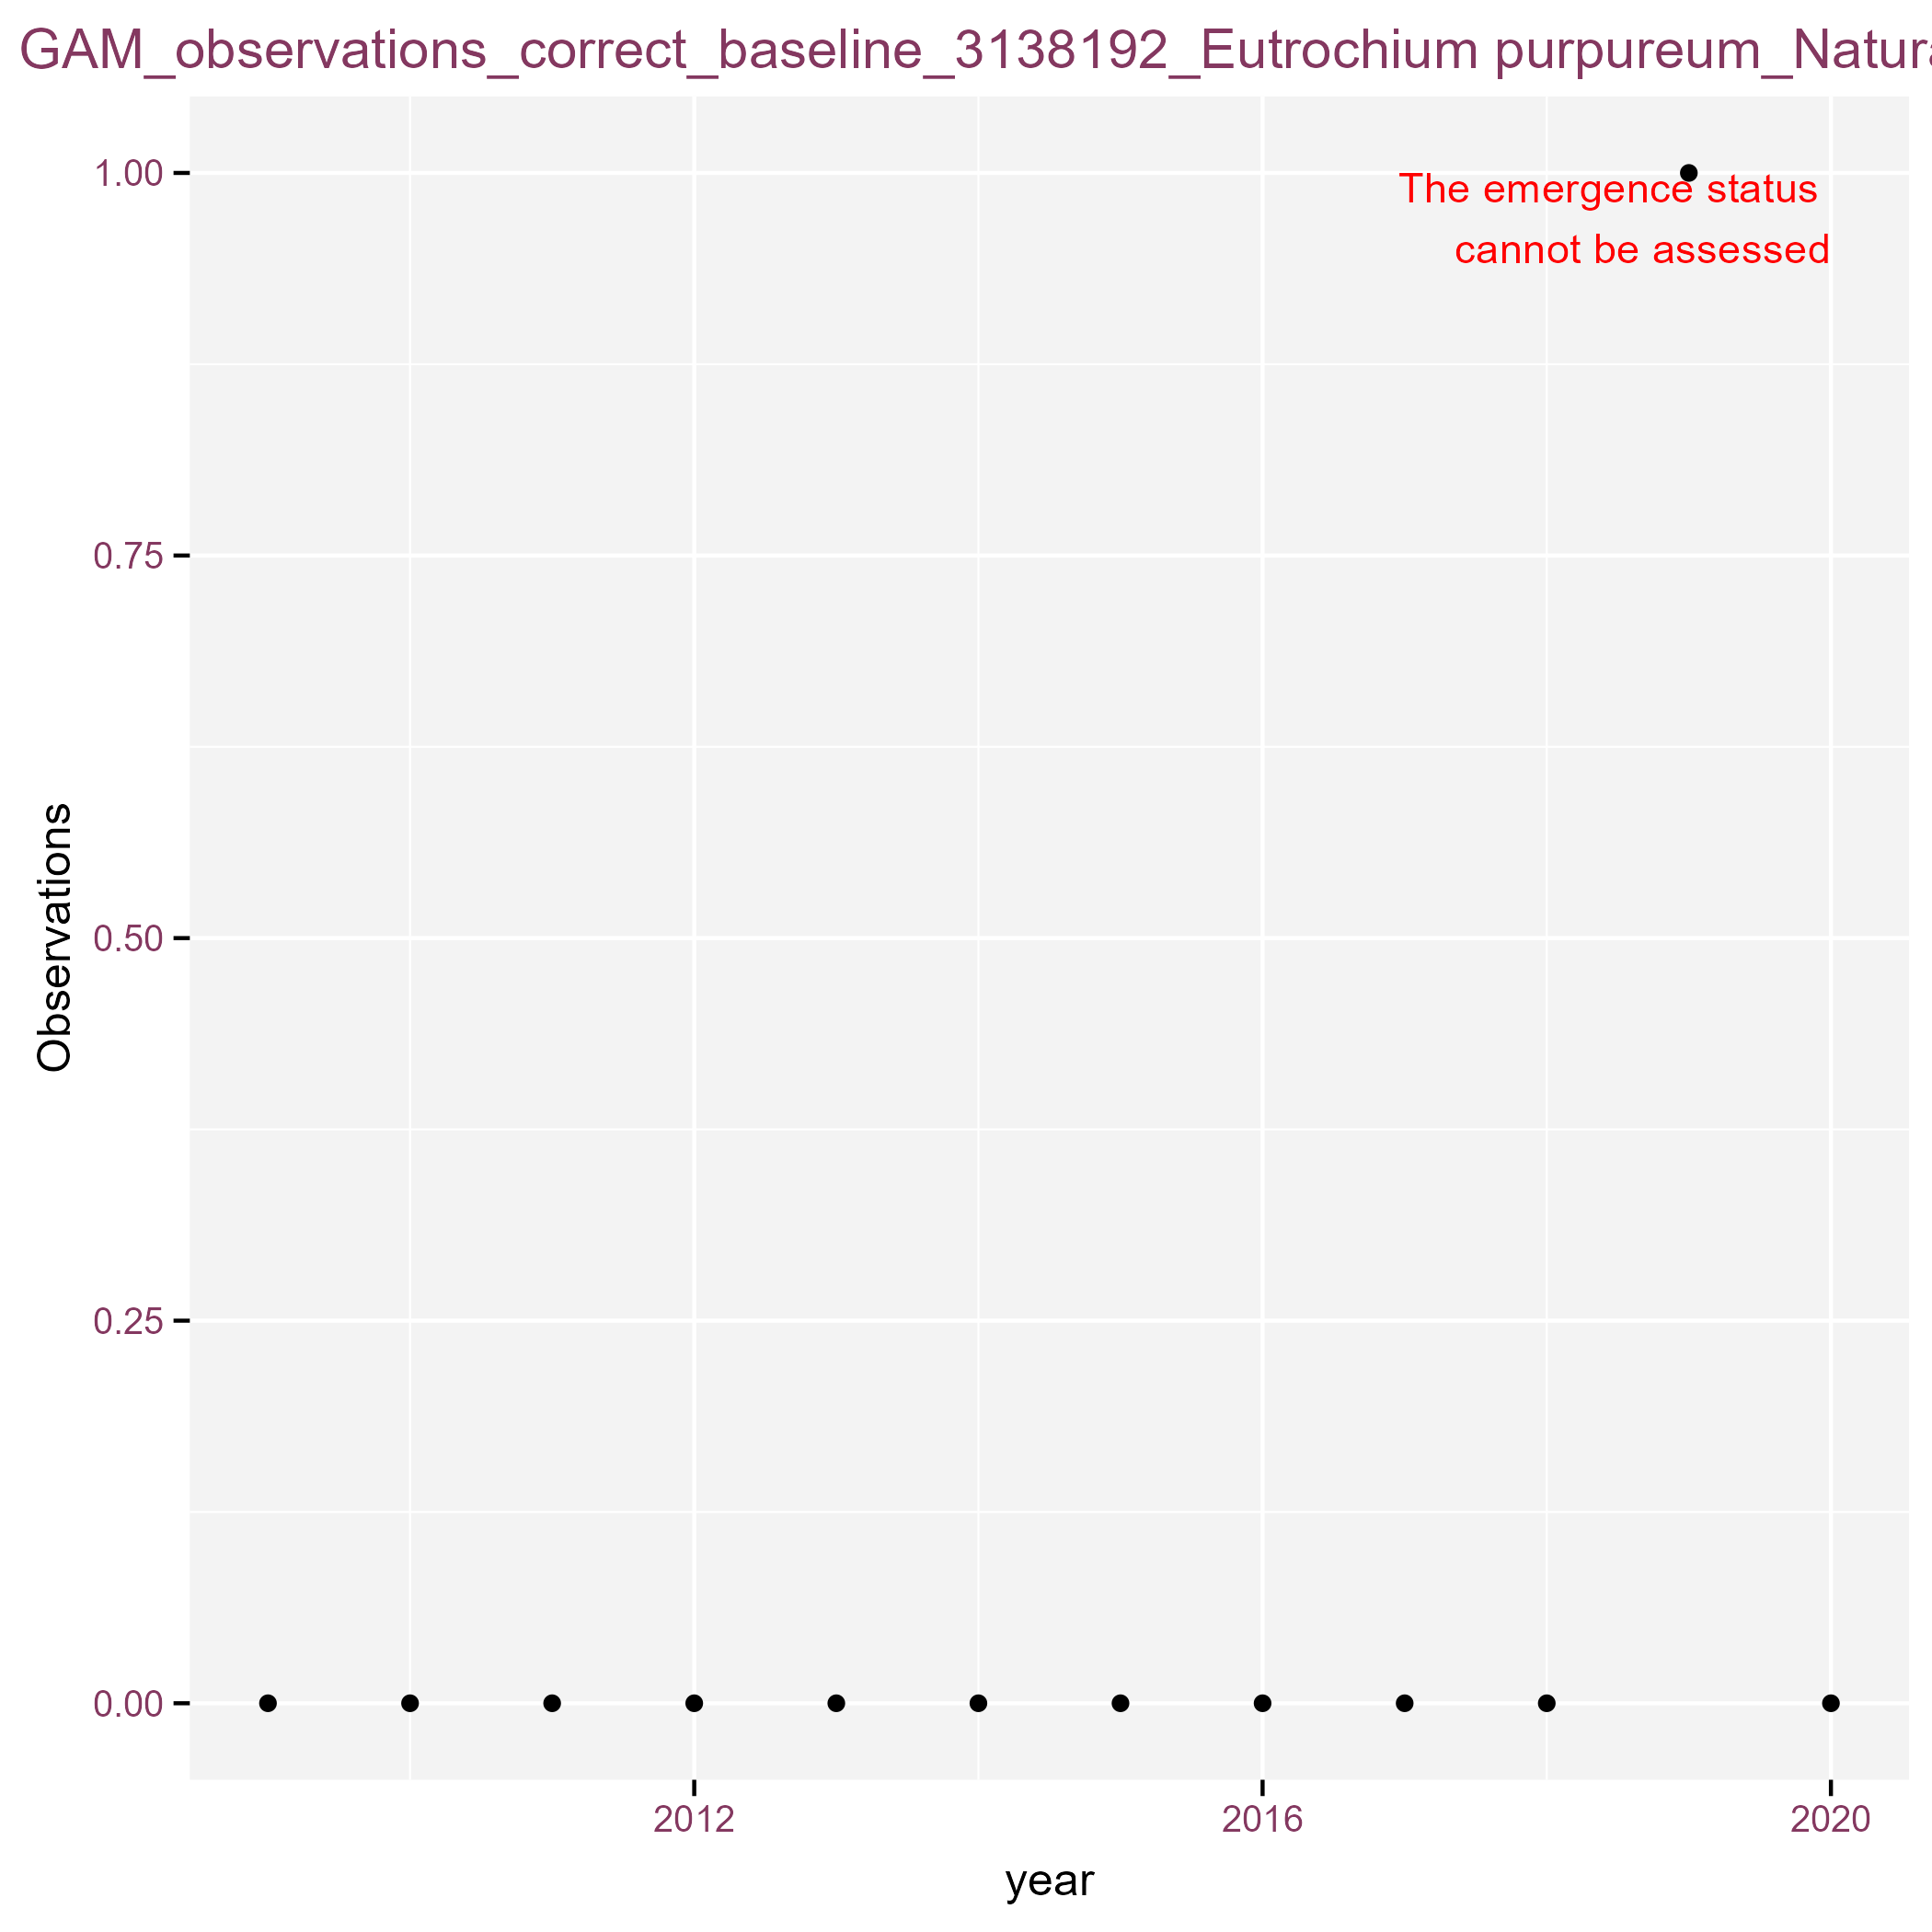 GAM_observations_correct_baseline_3138192_Eutrochium purpureum_Natura
1.00
The emergence status
cannot be assessed
0.75
Observations
0.50
0.25
0.00
2012 2016 2020
year